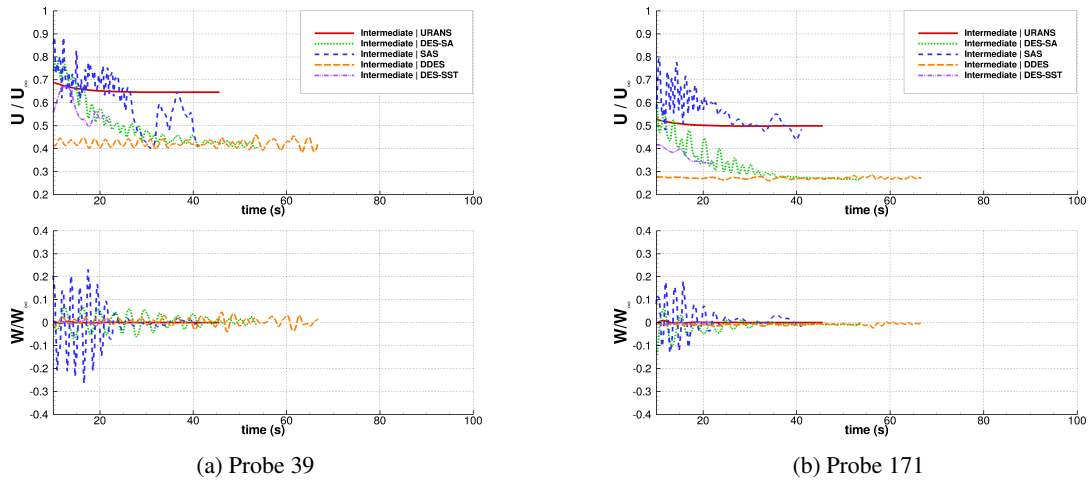 1
0.9
0.8
0.7
0.6
0.5
0.4
0.3
0.2
U / U∞
20 40 60 80 100
time (s)
Intermediate | URANS
Intermediate | DES-SA
Intermediate | SAS
Intermediate | DDES
Intermediate | DES-SST
0.4
0.3
0.2
0.1
0
-0.1
-0.2
-0.3
-0.4
W/W∞
20 40 60 80 100
time (s)
(a) Probe 39
1
0.9
0.8
0.7
0.6
0.5
0.4
0.3
0.2
U / U∞
20 40 60 80 100
time (s)
Intermediate | URANS
Intermediate | DES-SA
Intermediate | SAS
Intermediate | DDES
Intermediate | DES-SST
0.4
0.3
0.2
0.1
0
-0.1
-0.2
-0.3
-0.4
W/W∞
20 40 60 80 100
time (s)
(b) Probe 171